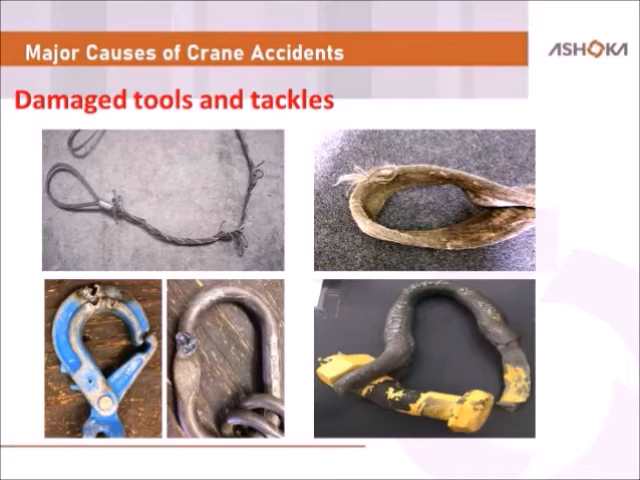 Major Causes of Crane Accidents
ASHOKA
Damaged tools and tackles